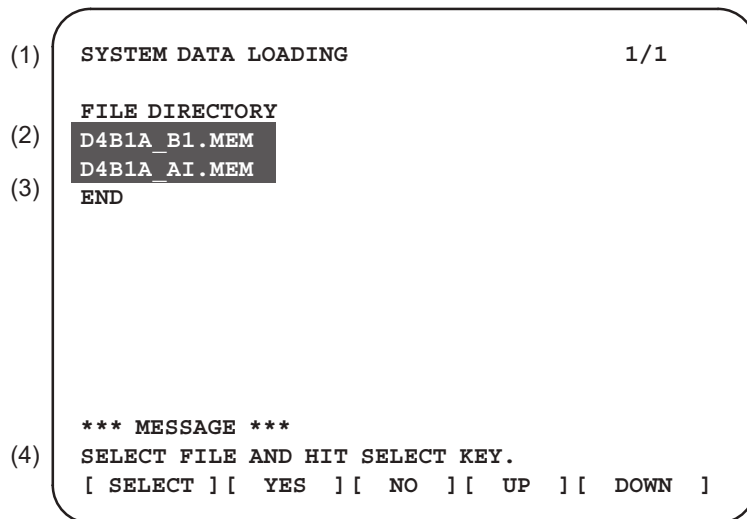 (1) SYSTEM DATA LOADING 1/1
FILE DIRECTORY
(2) D4B1A_B1.MEM
D4B1A_AI.MEM
(3) END
*** MESSAGE ***
(4) SELECT FILE AND HIT SELECT KEY.
[ SELECT ][ YES ][ NO ][ UP ][ DOWN ]